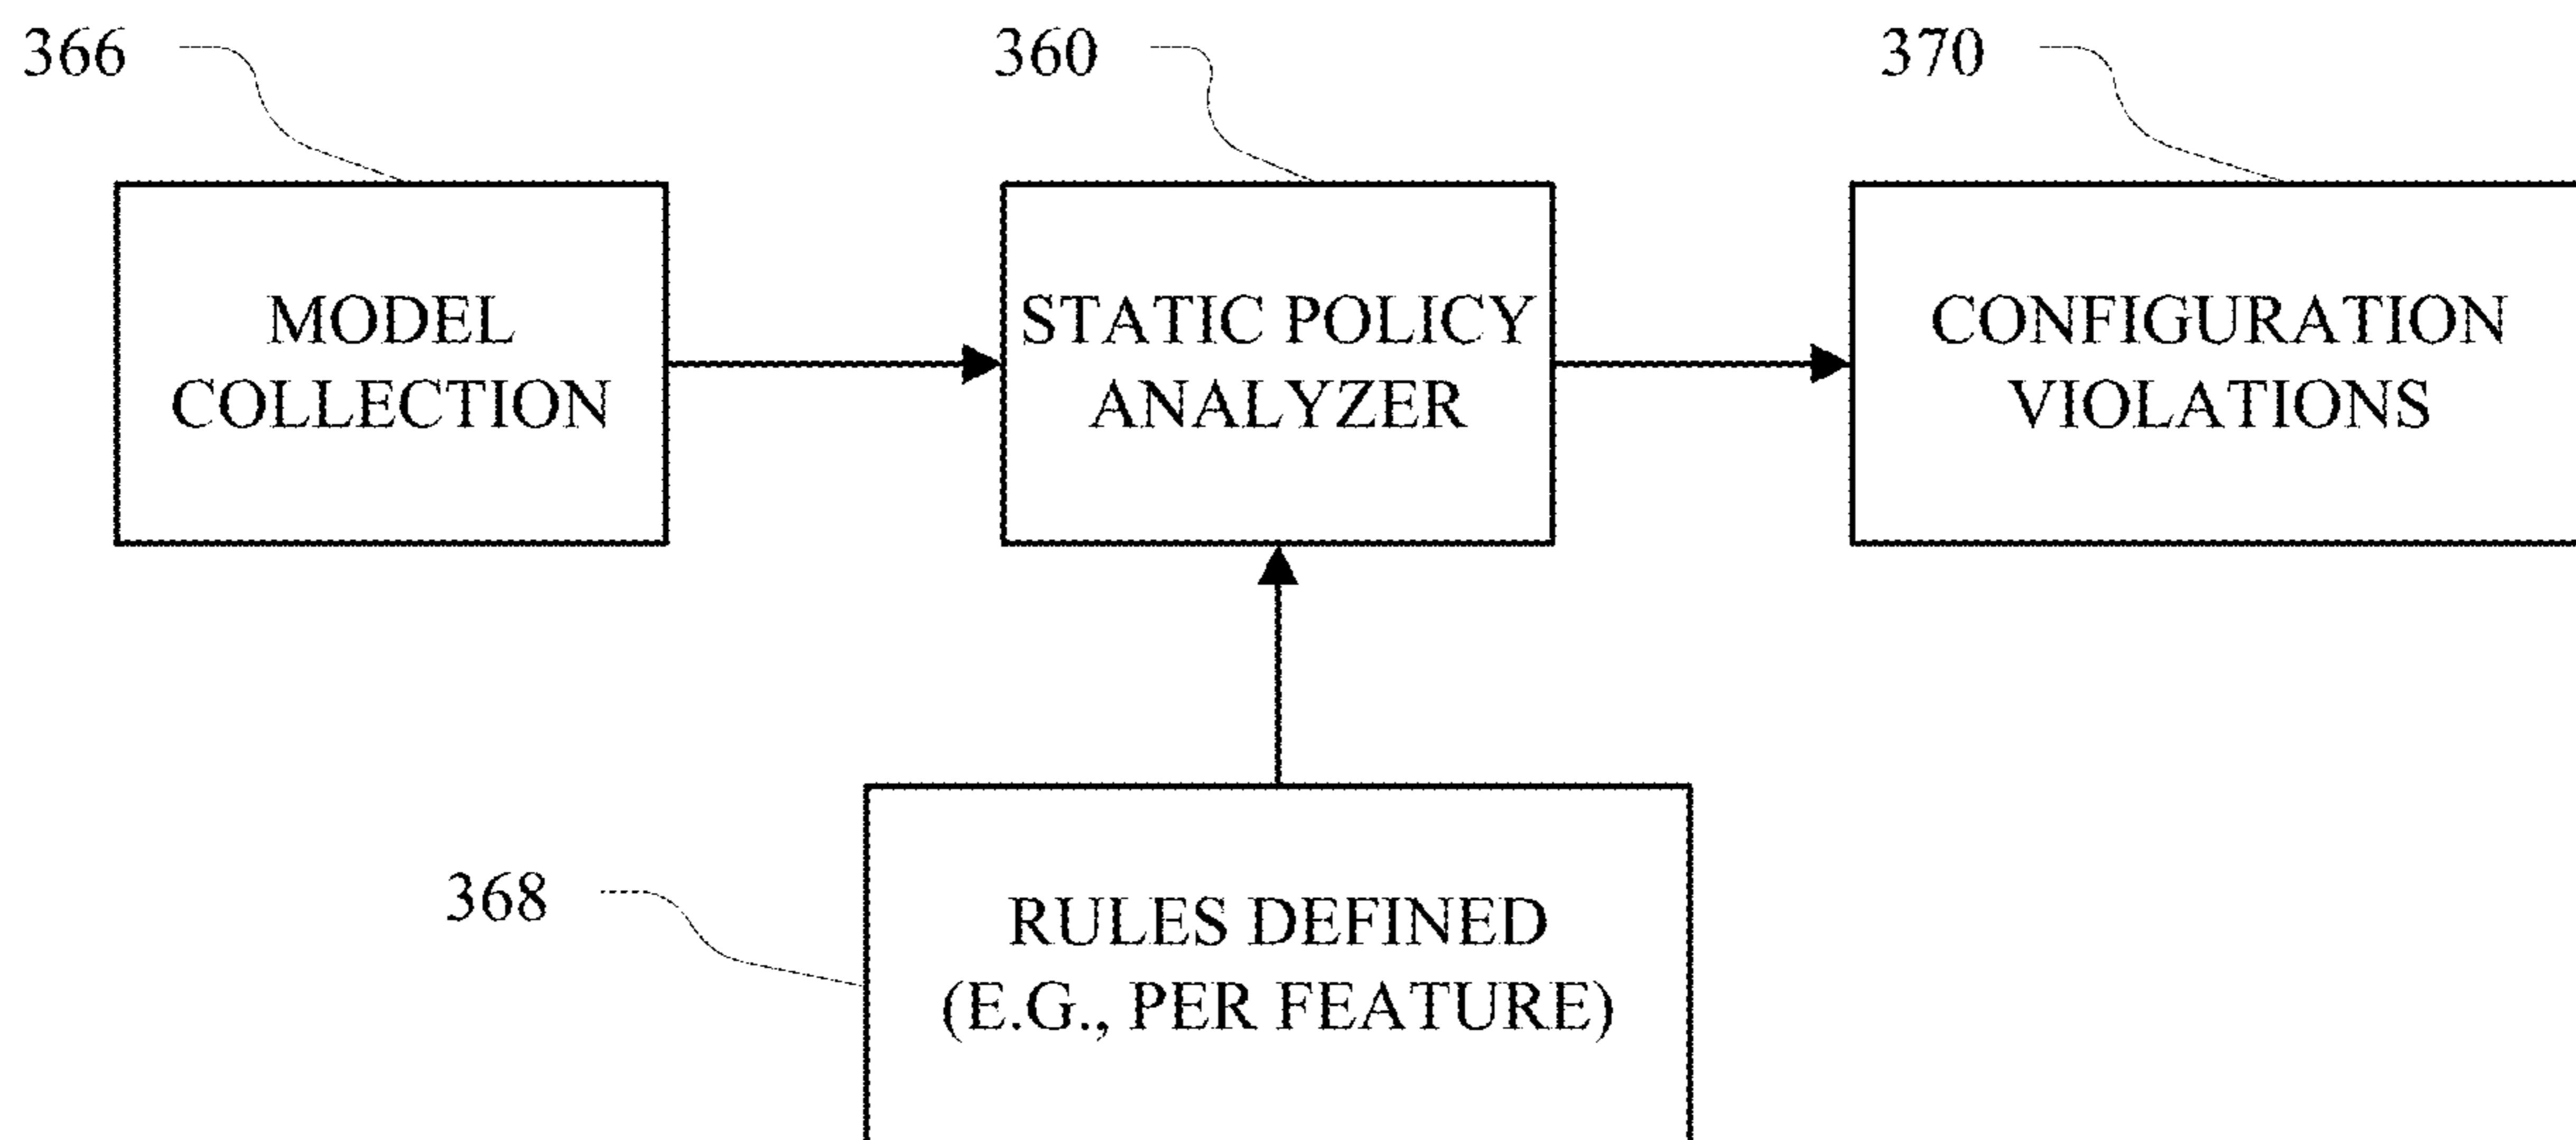 366
360
370
MODEL
COLLECTION
STATIC POLICY
ANALYZER
CONFIGURATION
VIOLATIONS
368
RULES DEFINED
(E.G., PER FEATURE)